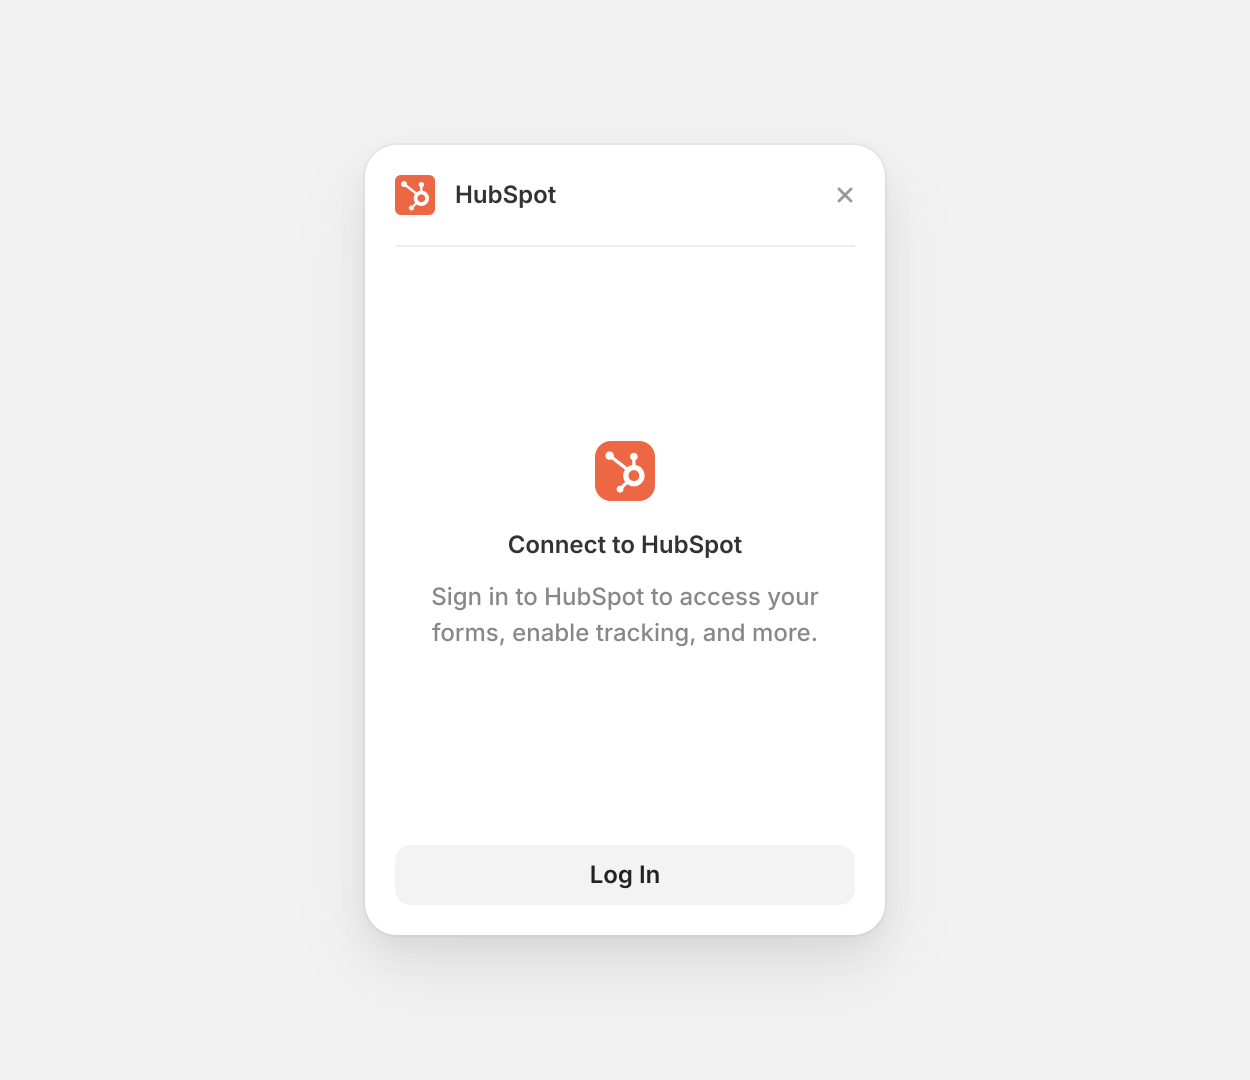 HubSpot
Connect to HubSpot
Sign in to HubSpot to access your
forms, enable tracking, and more.
Log In